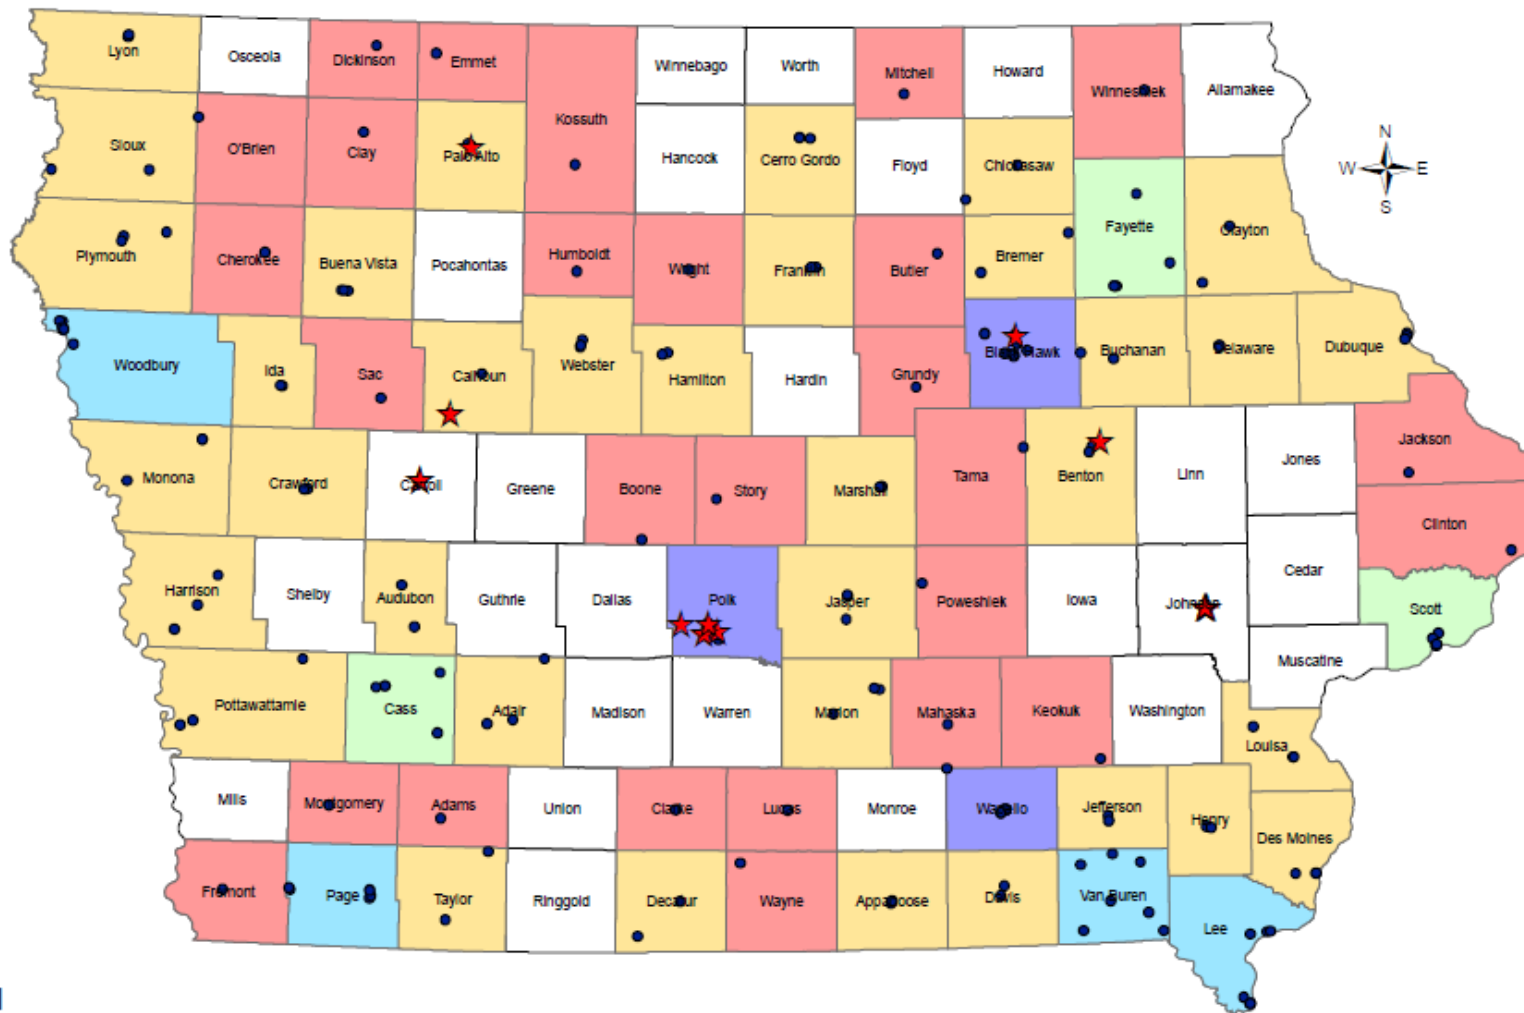 Lyon
Osceola
Dickinson
Emmet
Kossuth
Winnebago
Worth
Mitchell
Howard
Winneshiek
Allamakee
Sioux
O'Brien
Clay
Palo Alto
Hancock
Cerro Gordo
Floyd
Chickasaw
N
W
E
S
Plymouth
Cherokee
Buena Vista
Pocahontas
Humboldt
Wright
Franklin
Butler
Bremer
Fayette
Clayton
Woodbury
Ida
Sac
Calhoun
Webster
Hamilton
Hardin
Grundy
Black Hawk
Buchanan
Delaware
Dubuque
Monona
Crawford
Carroll
Greene
Boone
Story
Marshall
Tama
Benton
Linn
Jones
Jackson
Clinton
Harrison
Shelby
Audubon
Guthrie
Dallas
Polk
Jasper
Poweshiek
Iowa
Johnson
Cedar
Scott
Muscatine
Pottawattamie
Cass
Adair
Madison
Warren
Marion
Mahaska
Keokuk
Washington
Louisa
Mills
Montgomery
Adams
Union
Clarke
Lucas
Monroe
Wapello
Jefferson
Henry
Des Moines
Fremont
Page
Taylor
Ringgold
Decatur
Wayne
Appanoose
Davis
Van Buren
Lee